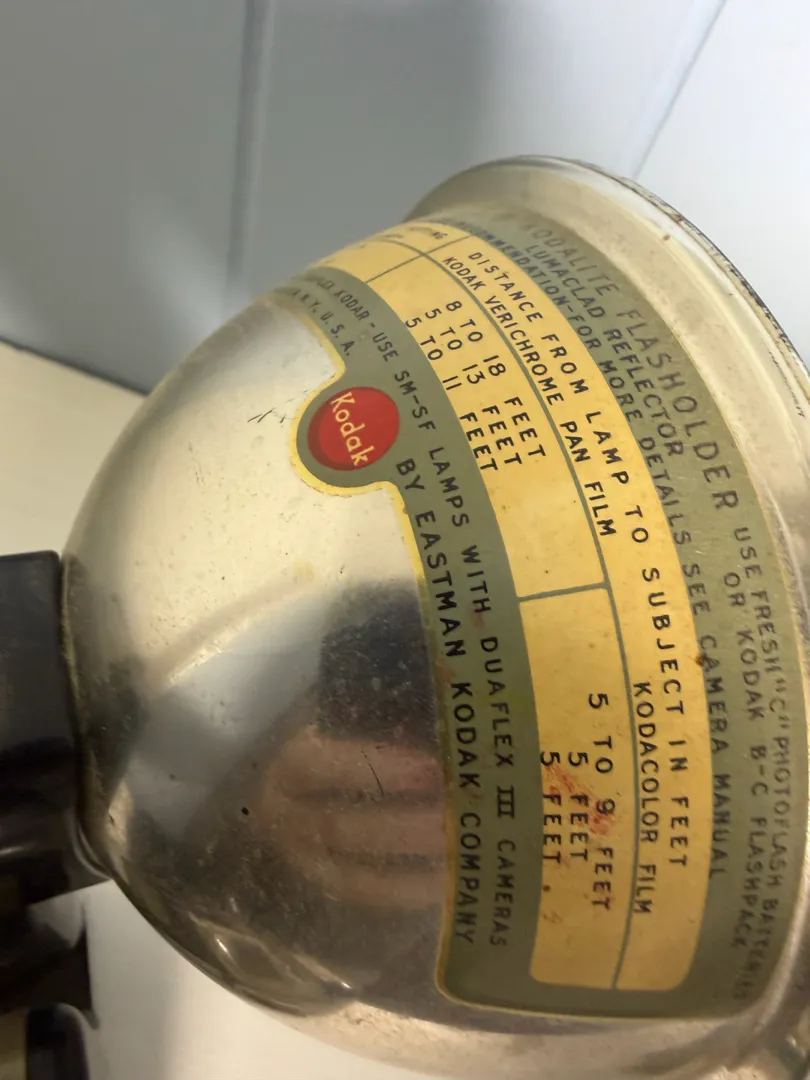 KODALITE FLASHOLDER
LUMACLAD REFLECTOR
USE FRESH "C" PHOTOFLASH BATTERIES
OR KODAK B-C FLASHPACK
FOR MORE DETAILS SEE CAMERA MANUAL
DISTANCE FROM LAMP TO SUBJECT IN FEET
KODAK VERICHROME PAN FILM
KODACOLOR FILM
8 TO 18 FEET
5 TO 9 FEET
5 TO 13 FEET
5 FEET
5 TO 11 FEET
5 FEET
KODAR - USE SM-SF LAMPS WITH DUAFLEX III CAMERAS
Kodak
BY EASTMAN KODAK COMPANY
N.Y. U.S.A.